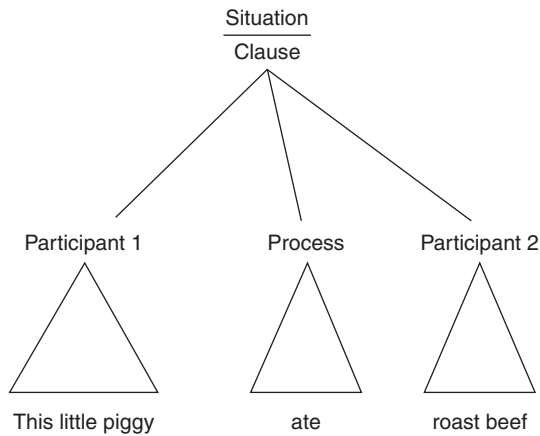 Situation
Clause
Participant 1 Process Participant 2
This little piggy ate roast beef